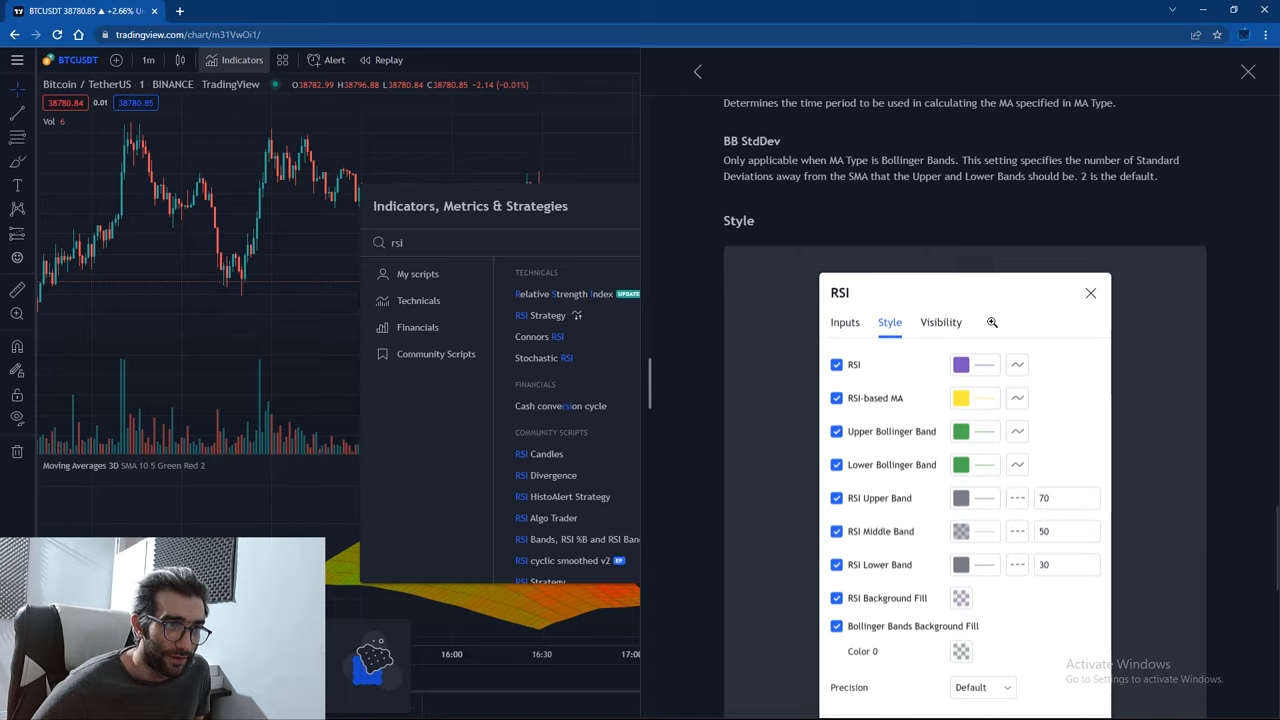 BTCUSDT 38780.85 ▲ +2.66% U
tradingview.com/chart/m31VwOi1/
BTCUSDT 1m Indicators Alert Replay
Bitcoin / TetherUS · 1 · BINANCE · TradingView O38782.99 H38796.88 L38780.84 C38780.85 -2.14 (-0.01%)
38780.84 0.01 38780.85
Vol 6
Moving Averages 3D SMA 10 5 Green Red 2
16:00 16:30 17:00
Indicators, Metrics & Strategies
rsi
My scripts
Technicals
Financials
Community Scripts
TECHNICALS
Relative Strength Index UPDATE
RSI Strategy
Connors RSI
Stochastic RSI
FINANCIALS
Cash conversion cycle
COMMUNITY SCRIPTS
RSI Candles
RSI Divergence
RSI HistoAlert Strategy
RSI Algo Trader
RSI Bands, RSI %B and RSI Ban
RSI cyclic smoothed v2 EP
RSI Strategy
Determines the time period to be used in calculating the MA specified in MA Type.
BB StdDev
Only applicable when MA Type is Bollinger Bands. This setting specifies the number of Standard
Deviations away from the SMA that the Upper and Lower Bands should be. 2 is the default.
Style
RSI
Inputs Style Visibility
RSI
RSI-based MA
Upper Bollinger Band
Lower Bollinger Band
RSI Upper Band 70
RSI Middle Band 50
RSI Lower Band 30
RSI Background Fill
Bollinger Bands Background Fill
Color 0
Precision Default
Activate Windows
Go to Settings to activate Windows.